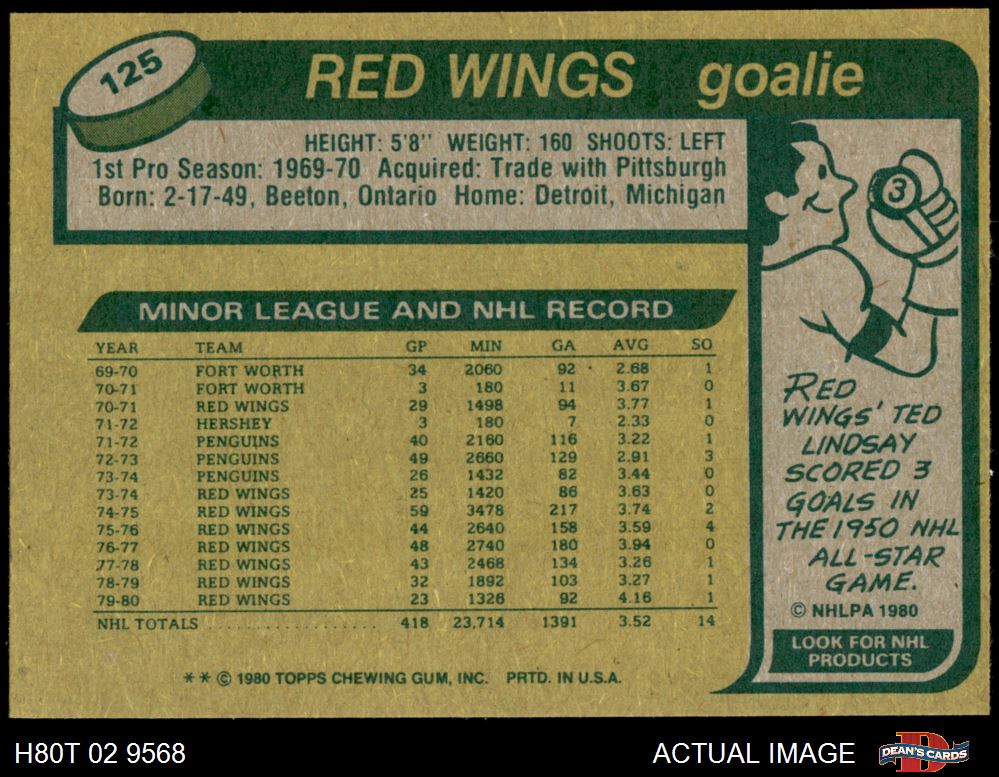 125
RED WINGS goalie
HEIGHT: 5'8'' WEIGHT: 160 SHOOTS: LEFT
1st Pro Season: 1969-70 Acquired: Trade with Pittsburgh
Born: 2-17-49, Beeton, Ontario Home: Detroit, Michigan
MINOR LEAGUE AND NHL RECORD
YEAR TEAM GP MIN GA AVG SO
69-70 FORT WORTH 34 2060 92 2.68 1
70-71 FORT WORTH 3 180 11 3.67 0
70-71 RED WINGS 29 1498 94 3.77 1
71-72 HERSHEY 3 180 7 2.33 0
71-72 PENGUINS 40 2160 116 3.22 1
72-73 PENGUINS 49 2660 129 2.91 3
73-74 PENGUINS 26 1432 82 3.44 0
73-74 RED WINGS 25 1420 86 3.63 0
74-75 RED WINGS 59 3478 217 3.74 2
75-76 RED WINGS 44 2640 158 3.59 4
76-77 RED WINGS 48 2740 180 3.94 0
77-78 RED WINGS 43 2468 134 3.26 1
78-79 RED WINGS 32 1892 103 3.27 1
79-80 RED WINGS 23 1326 92 4.16 1
NHL TOTALS .................... 418 23,714 1391 3.52 14
** © 1980 TOPPS CHEWING GUM, INC. PRTD. IN U.S.A.
3
RED
WINGS' TED
LINDSAY
SCORED 3
GOALS IN
THE 1950 NHL
ALL-STAR
GAME.
© NHLPA 1980
LOOK FOR NHL
PRODUCTS
H80T 02 9568 ACTUAL IMAGE
D
DEAN'S CARDS